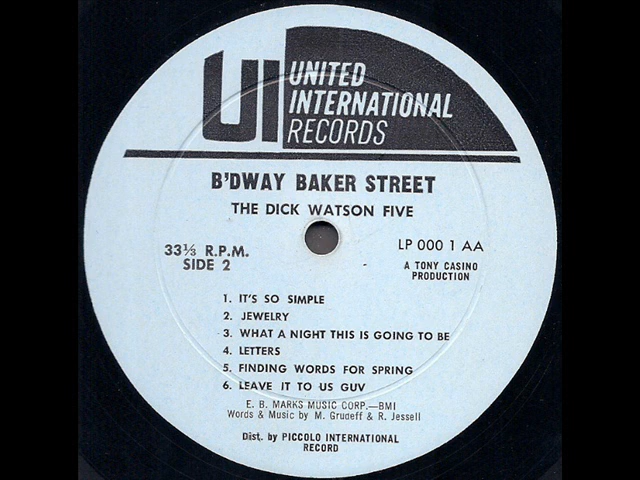 UI UNITED
INTERNATIONAL
RECORDS
B'DWAY BAKER STREET
THE DICK WATSON FIVE
33⅓ R.P.M.
SIDE 2
LP 000 1 AA
A TONY CASINO
PRODUCTION
1. IT'S SO SIMPLE
2. JEWELRY
3. WHAT A NIGHT THIS IS GOING TO BE
4. LETTERS
5. FINDING WORDS FOR SPRING
6. LEAVE IT TO US GUV
E. B. MARKS MUSIC CORP.—BMI
Words & Music by M. Grudeff & R. Jessell
Dist. by PICCOLO INTERNATIONAL
RECORD